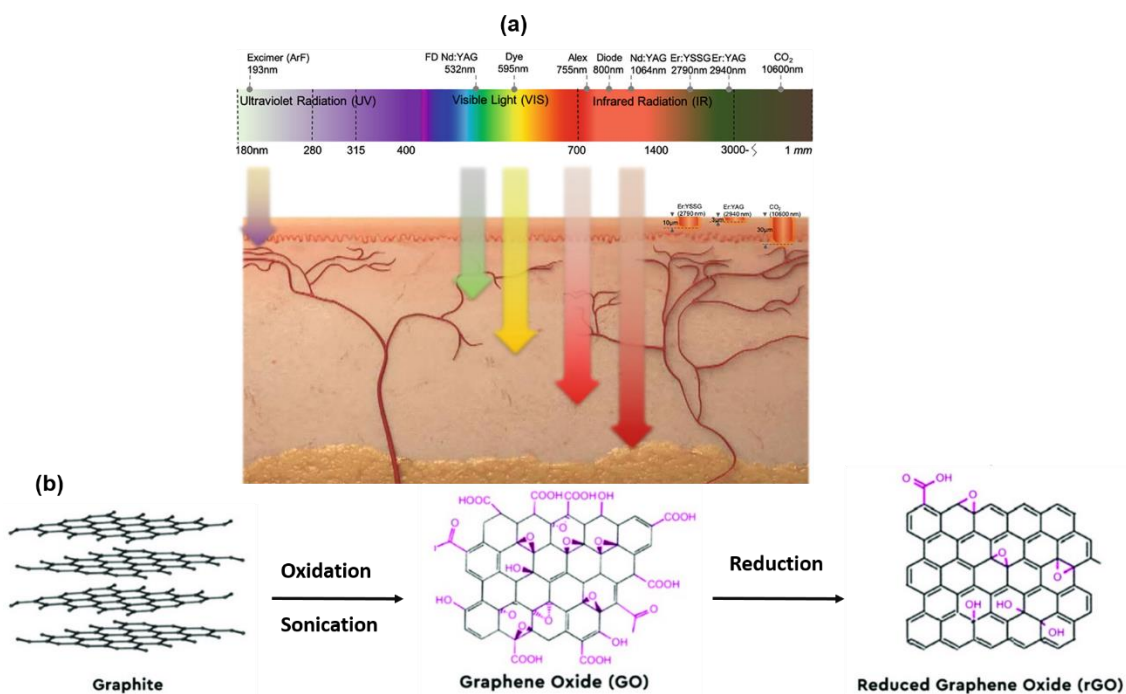 (a)
Excimer (ArF) FD Nd:YAG Dye Alex Diode Nd:YAG Er:YSSG Er:YAG CO2
193nm 532nm 595nm 755nm 800nm 1064nm 2790nm 2940nm 10600nm
Ultraviolet Radiation (UV) Visible Light (VIS) Infrared Radiation (IR)
180nm 280 315 400 700 1400 3000- 1 mm
Er:YSSG Er:YAG CO2
(2790 nm) (2940 nm) (10600 nm)
10μm 3μm 30μm
(b)
HOOC COOH COOH OH
O O COOH
O O O O
I HO
COOH
HO O O O
O OH
COOH COOH
Oxidation
Sonication
Reduction
O OH O
O O
OH HO OH
Graphite
Graphene Oxide (GO)
Reduced Graphene Oxide (rGO)